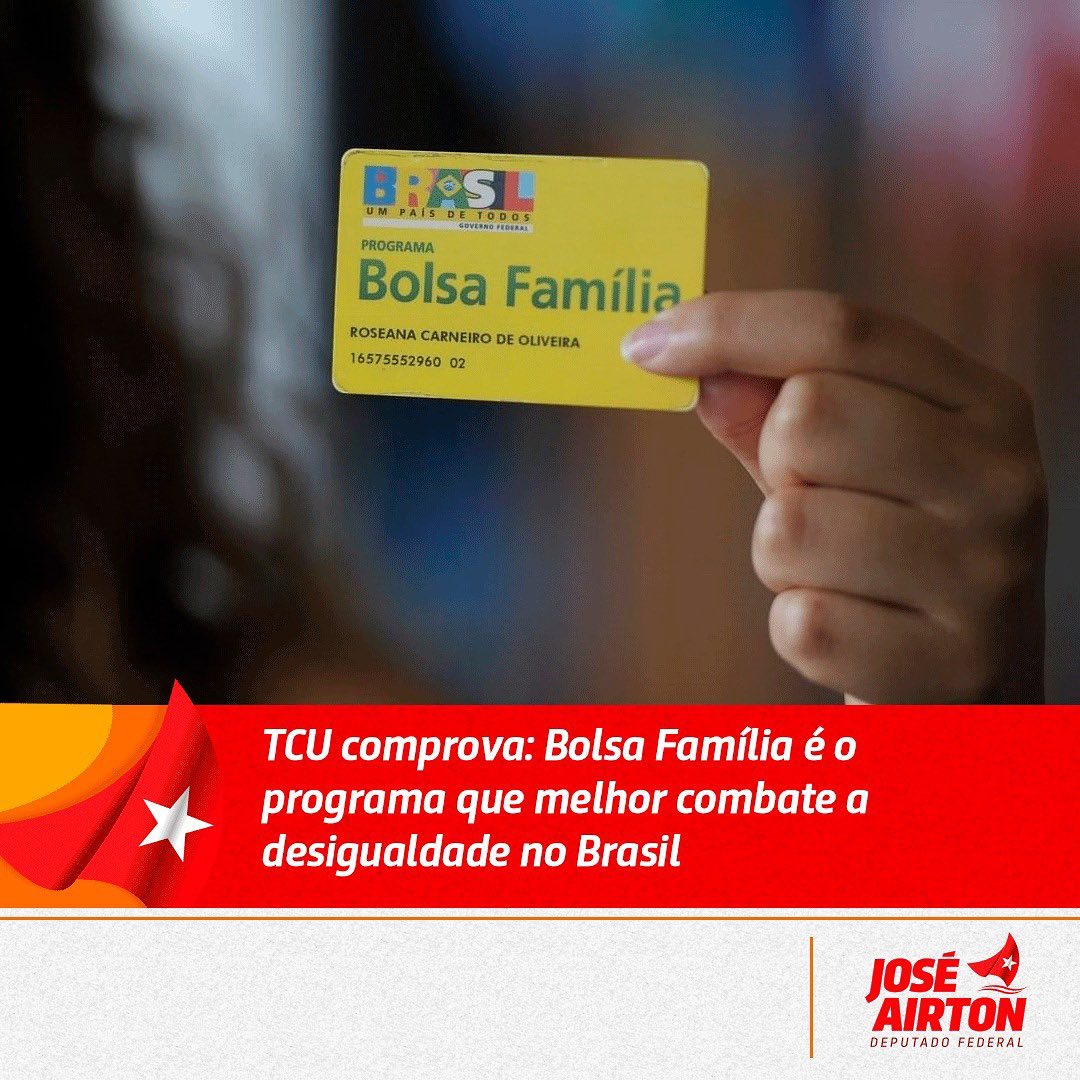 BRASIL
UM PAÍS DE TODOS
GOVERNO FEDERAL
PROGRAMA
Bolsa Família
ROSEANA CARNEIRO DE OLIVEIRA
16575552960 02
TCU comprova: Bolsa Família é o
programa que melhor combate a
desigualdade no Brasil
JOSÉ
AIRTON
DEPUTADO FEDERAL